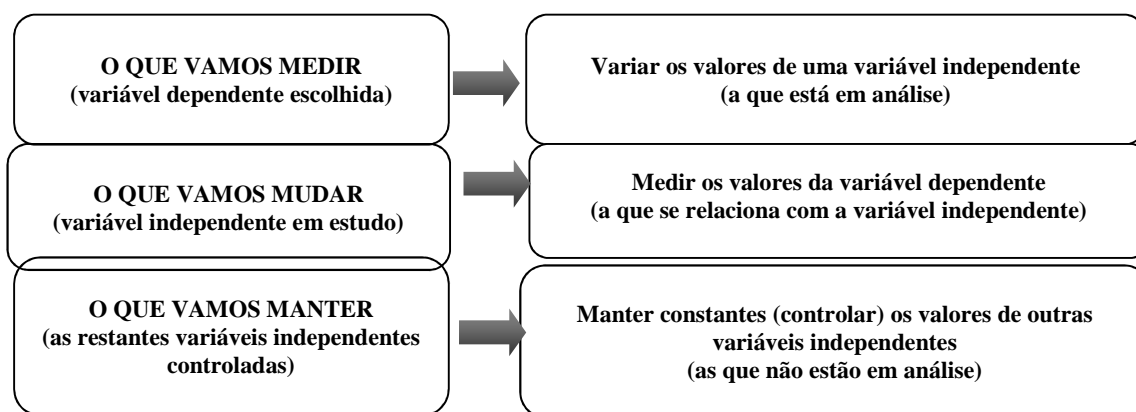 O QUE VAMOS MEDIR
(variável dependente escolhida)
Variar os valores de uma variável independente
(a que está em análise)
O QUE VAMOS MUDAR
(variável independente em estudo)
Medir os valores da variável dependente
(a que se relaciona com a variável independente)
O QUE VAMOS MANTER
(as restantes variáveis independentes
controladas)
Manter constantes (controlar) os valores de outras
variáveis independentes
(as que não estão em análise)